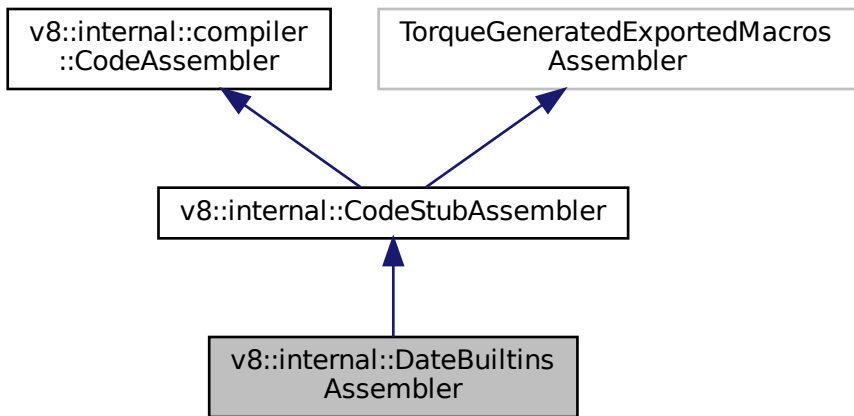 v8::internal::compiler
::CodeAssembler
TorqueGeneratedExportedMacros
Assembler
v8::internal::CodeStubAssembler
v8::internal::DateBuiltins
Assembler